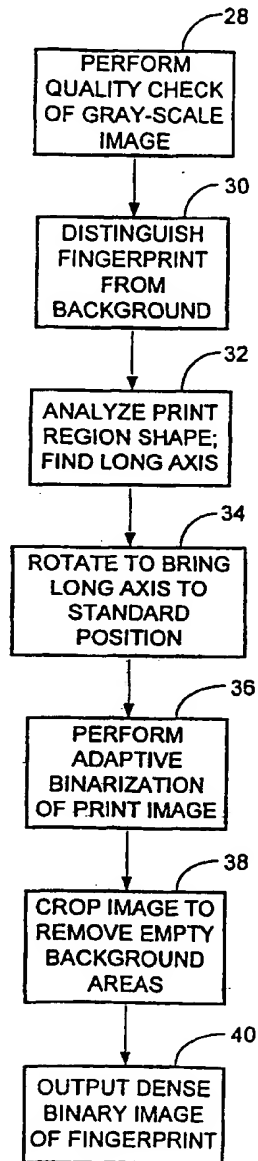 28
PERFORM
QUALITY CHECK
OF GRAY-SCALE
IMAGE
30
DISTINGUISH
FINGERPRINT
FROM
BACKGROUND
32
ANALYZE PRINT
REGION SHAPE;
FIND LONG AXIS
34
ROTATE TO BRING
LONG AXIS TO
STANDARD
POSITION
36
PERFORM
ADAPTIVE
BINARIZATION
OF PRINT IMAGE
38
CROP IMAGE TO
REMOVE EMPTY
BACKGROUND
AREAS
40
OUTPUT DENSE
BINARY IMAGE
OF FINGERPRINT